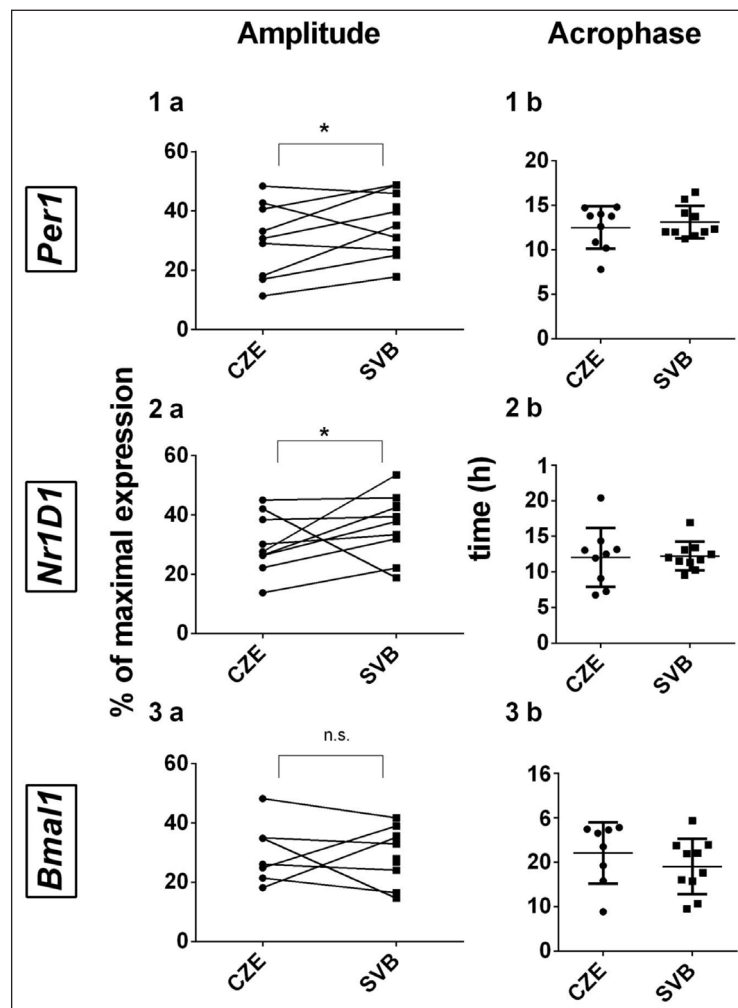 Amplitude
Acrophase
Per1
1 a
*
60
40
20
0
CZE
SVB
1 b
20
15
10
5
0
CZE
SVB
% of maximal expression
Nr1D1
2 a
*
60
40
20
0
CZE
SVB
time (h)
2 b
1
20
15
10
5
0
CZE
SVB
Bmal1
3 a
n.s.
60
40
20
0
CZE
SVB
3 b
16
6
20
10
0
CZE
SVB